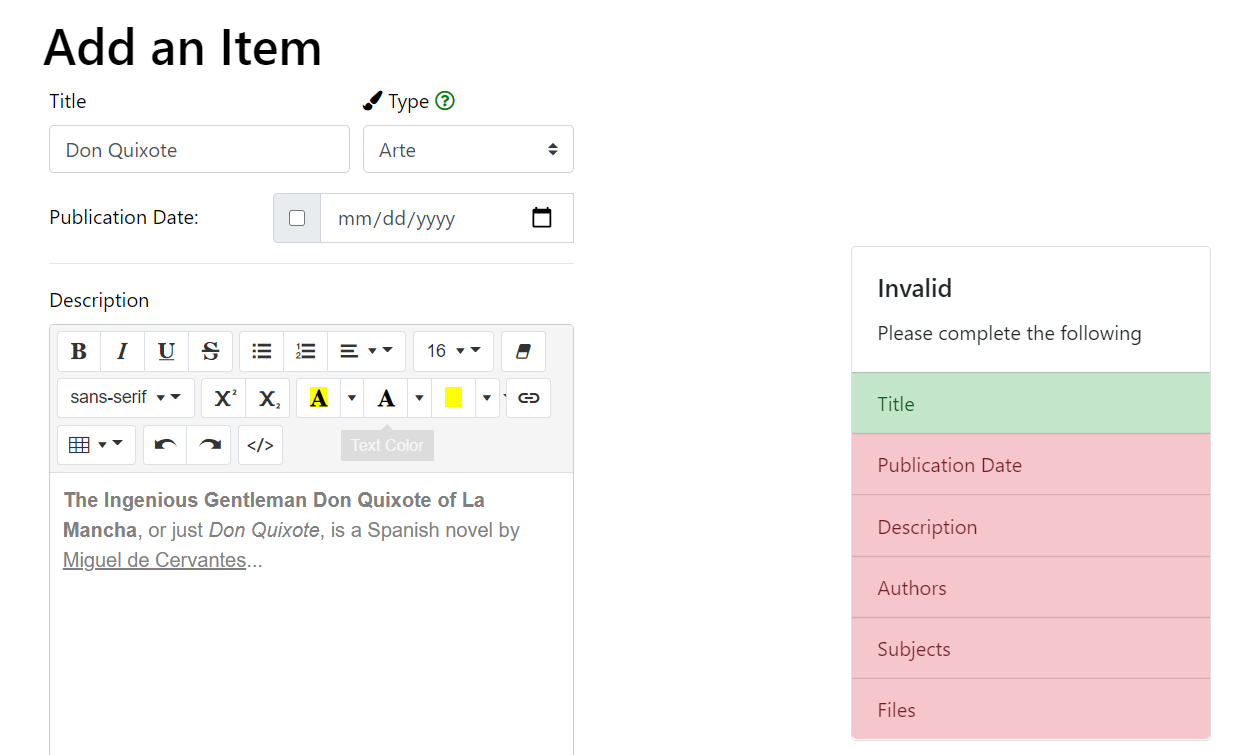 Add an Item
Title
Type
Don Quixote
Arte
Publication Date:
mm/dd/yyyy
Description
B I U S 16
sans-serif X² X₂ A A
</>
Text Color
The Ingenious Gentleman Don Quixote of La
Mancha, or just Don Quixote, is a Spanish novel by
Miguel de Cervantes...
Invalid
Please complete the following
Title
Publication Date
Description
Authors
Subjects
Files